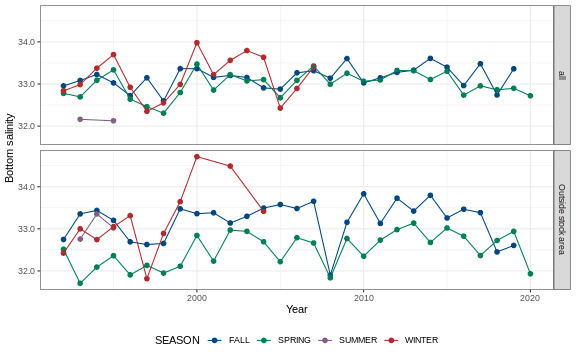 Bottom salinity
34.0
33.0
32.0
all
34.0
33.0
32.0
Outside stock area
2000
2010
2020
Year
SEASON FALL SPRING SUMMER WINTER